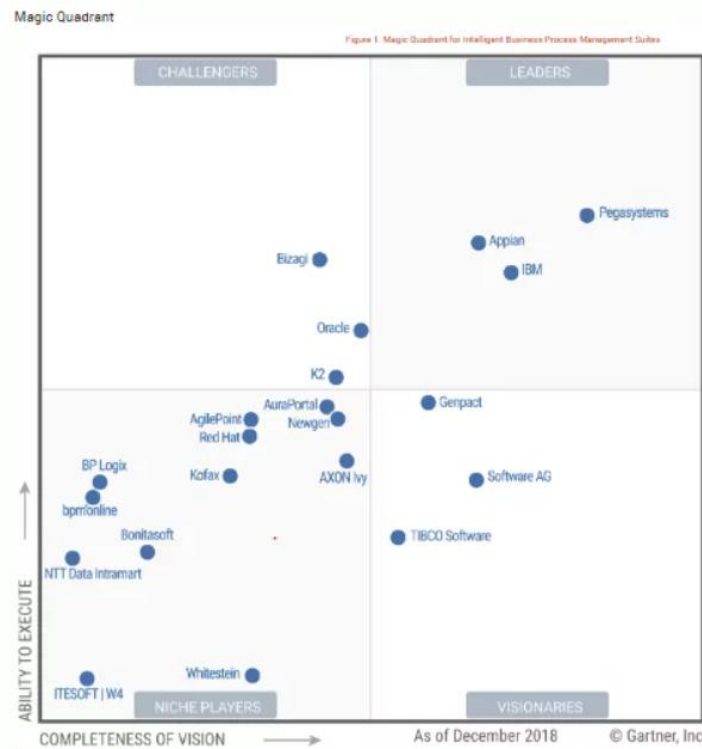 Magic Quadrant
Figure 1. Magic Quadrant for Intelligent Business Process Management Suites
CHALLENGERS
LEADERS
Pegasystems
Appian
Bizagi
IBM
Oracle
K2
AuraPortal
Genpact
AgilePoint
Newgen
Red Hat
BP Logix
Kofax
AXON Ivy
Software AG
bpm'online
Bonitasoft
TIBCO Software
NTT Data Intramart
Whitestein
ITESOFT | W4
NICHE PLAYERS
VISIONARIES
ABILITY TO EXECUTE
COMPLETENESS OF VISION
As of December 2018
© Gartner, Inc